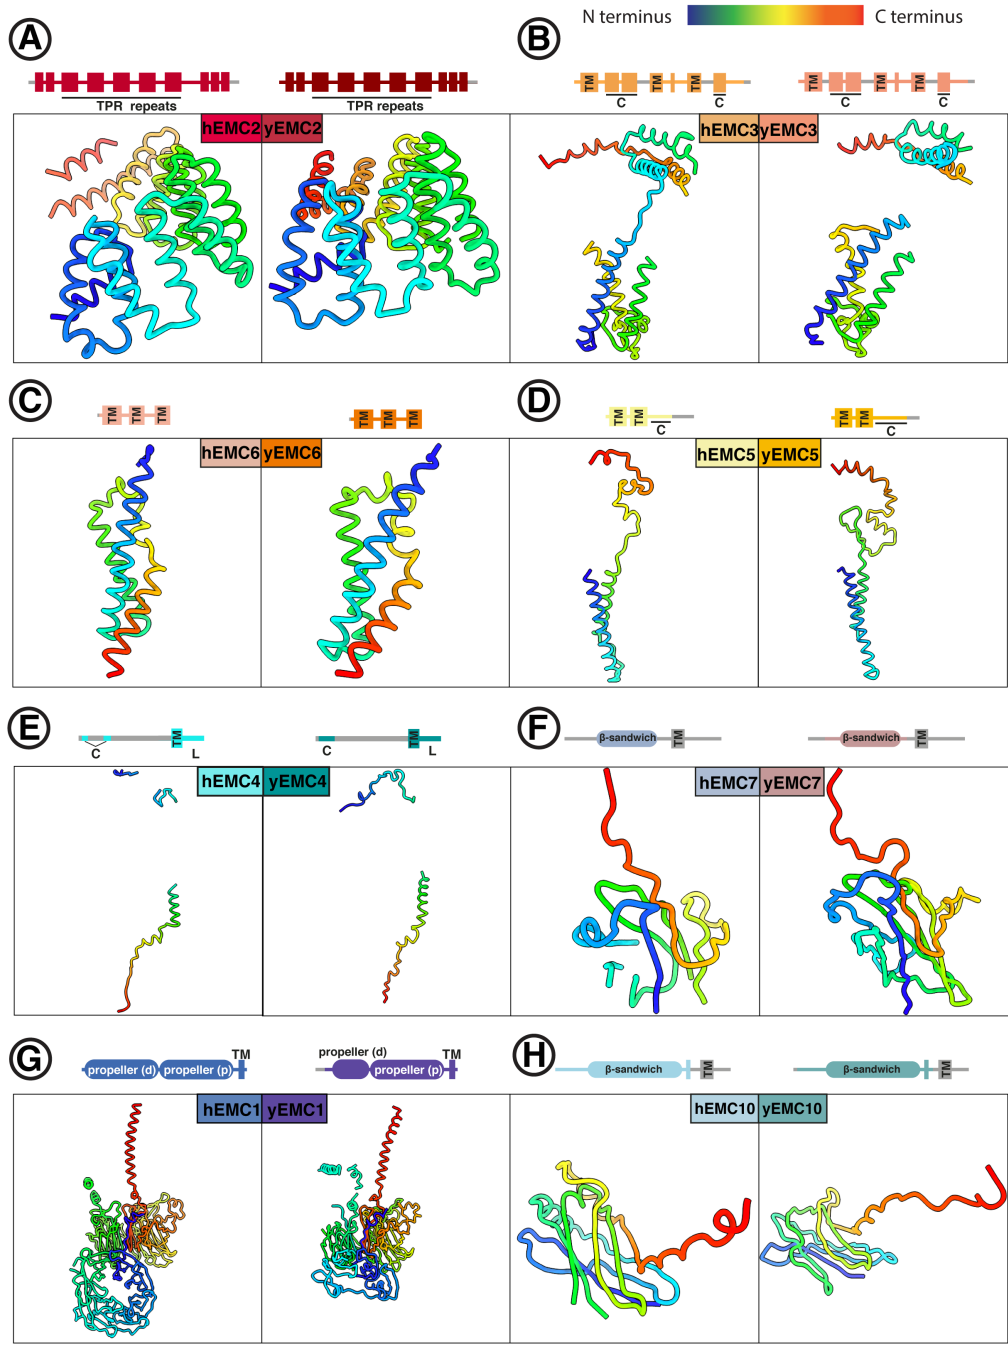 N terminus C terminus
A
TPR repeats
TPR repeats
hEMC2 yEMC2
B
TM TM TM
C C
TM TM TM
C C
hEMC3 yEMC3
C
TM TM TM
TM TM TM
hEMC6 yEMC6
D
TM TM
C
TM TM
C
hEMC5 yEMC5
E
TM
C L
TM
C L
hEMC4 yEMC4
F
β-sandwich TM
β-sandwich TM
hEMC7 yEMC7
G
TM
propeller (d) propeller (p)
propeller (d) TM
propeller (p)
hEMC1 yEMC1
H
β-sandwich TM
β-sandwich TM
hEMC10 yEMC10